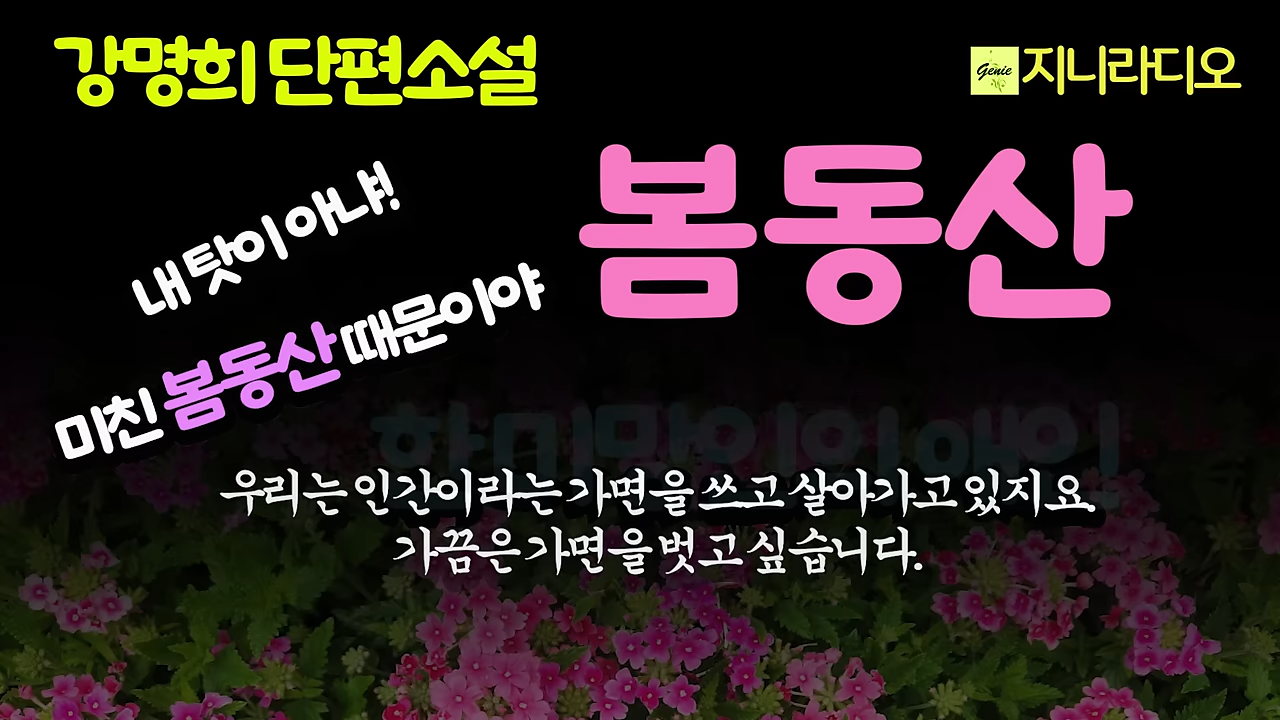 강명희 단편소설
Genie 지니라디오
봄동산
내 탓이 아냐!
미친 봄동산 때문이야
우리는 인간이라는 가면을 쓰고 살아가고 있지요.
가끔은 가면을 벗고 싶습니다.